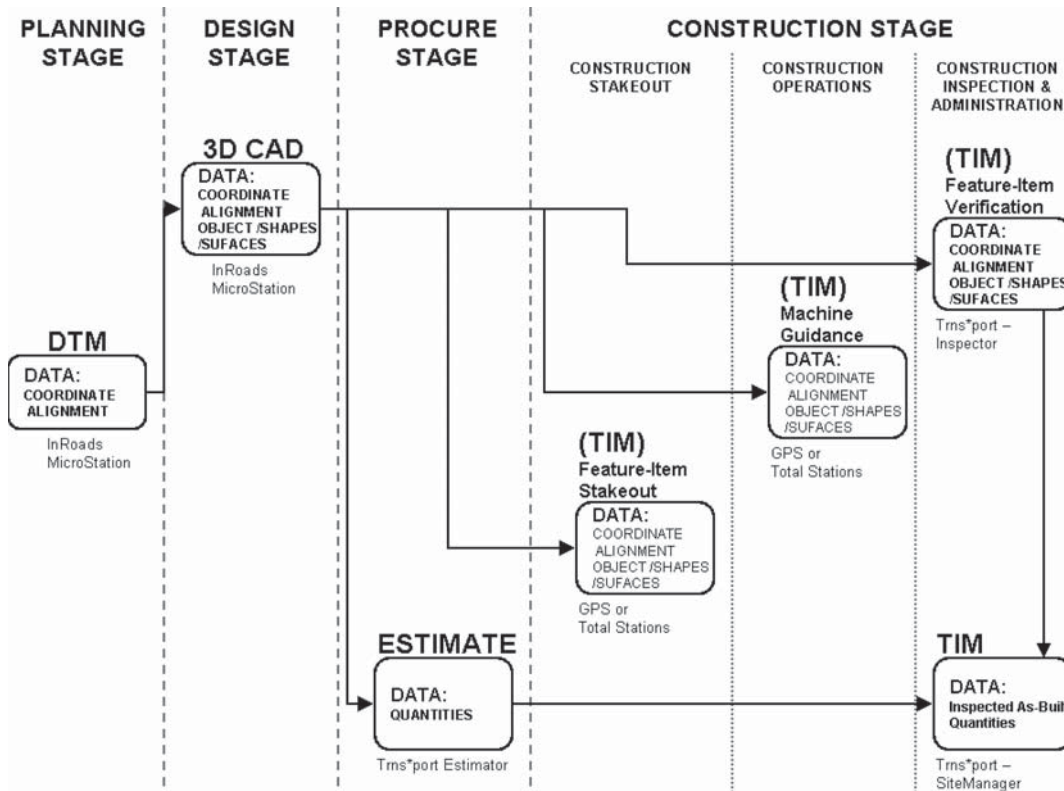 PLANNING
STAGE
DESIGN
STAGE
PROCURE
STAGE
CONSTRUCTION STAGE
CONSTRUCTION
STAKEOUT
CONSTRUCTION
OPERATIONS
CONSTRUCTION
INSPECTION &
ADMINISTRATION
3D CAD
DATA:
COORDINATE
ALIGNMENT
OBJECT /SHAPES
/SUFACES
InRoads
MicroStation
(TIM)
Feature-Item
Verification
DATA:
COORDINATE
ALIGNMENT
OBJECT /SHAPES
/SUFACES
Trns*port –
Inspector
(TIM)
Machine
Guidance
DATA:
COORDINATE
ALIGNMENT
OBJECT /SHAPES
/SUFACES
GPS or
Total Stations
DTM
DATA:
COORDINATE
ALIGNMENT
InRoads
MicroStation
(TIM)
Feature-Item
Stakeout
DATA:
COORDINATE
ALIGNMENT
OBJECT /SHAPES
/SUFACES
GPS or
Total Stations
ESTIMATE
DATA:
QUANTITIES
Trns*port Estimator
TIM
DATA:
Inspected As-Built
Quantities
Trns*port –
SiteManager